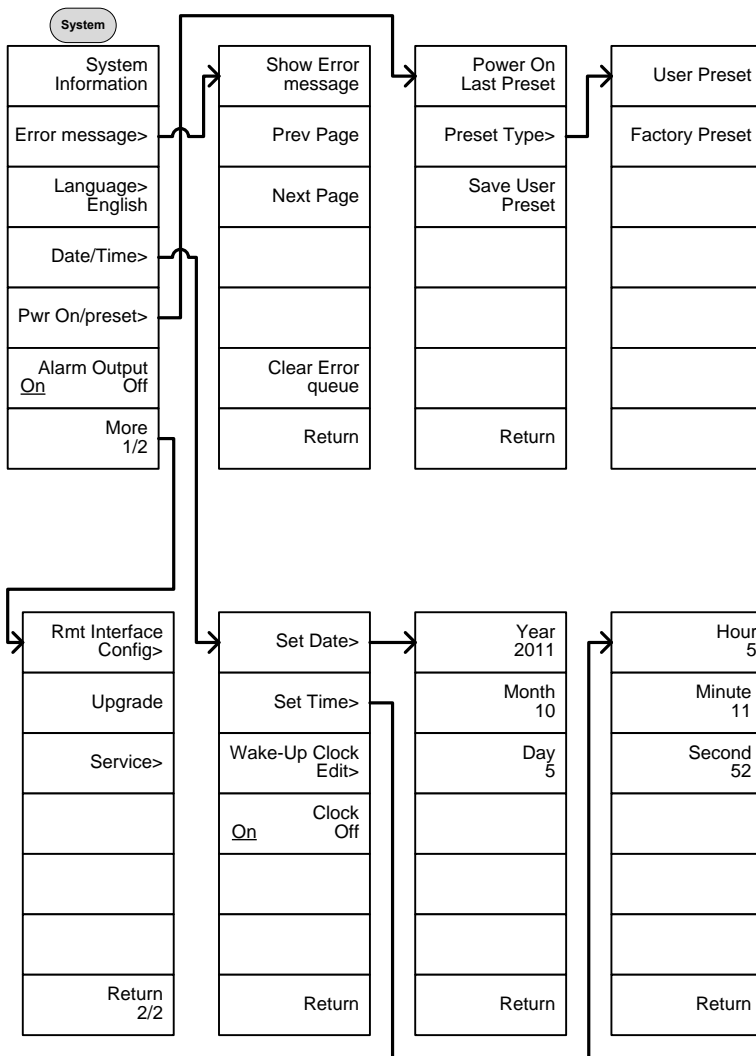 System
System
Information
Error message>
Language>
English
Date/Time>
Pwr On/preset>
Alarm Output
On Off
More
1/2
Show Error
message
Prev Page
Next Page
Clear Error
queue
Return
Power On
Last Preset
Preset Type>
Save User
Preset
Return
User Preset
Factory Preset
Rmt Interface
Config>
Upgrade
Service>
Return
2/2
Set Date>
Set Time>
Wake-Up Clock
Edit>
Clock
On Off
Return
Year
2011
Month
10
Day
5
Return
Hour
5
Minute
11
Second
52
Return